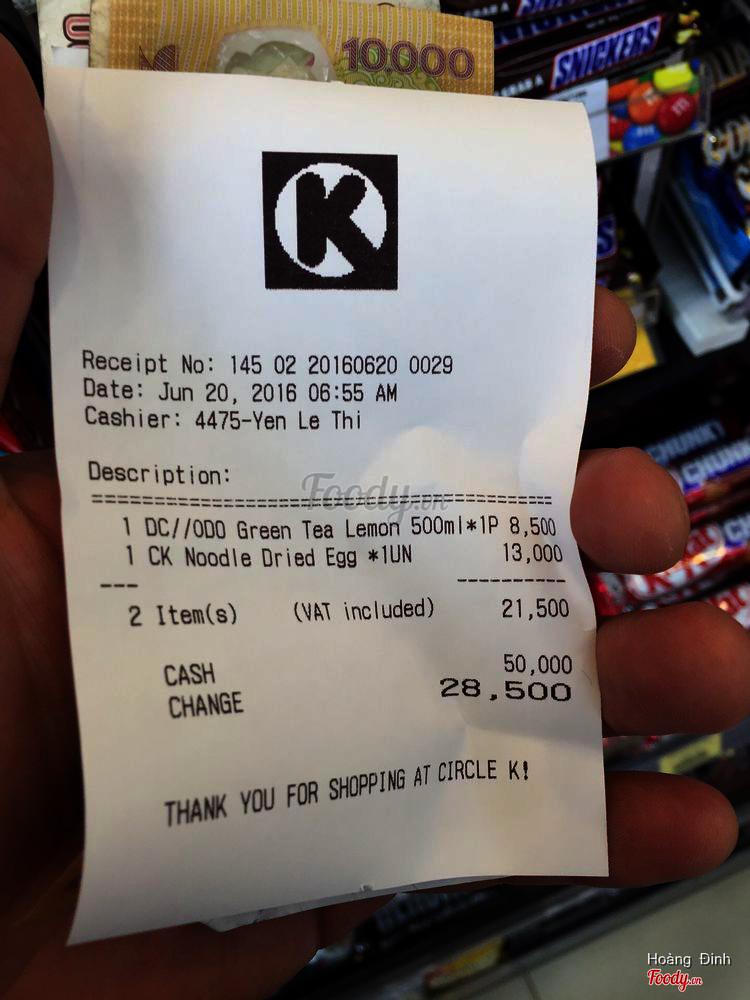 10000
SNICKERS
K
Receipt No: 145 02 20160620 0029
Date: Jun 20, 2016 06:55 AM
Cashier: 4475-Yen Le Thi
Description:
Foody.vn
1 DC//ODO Green Tea Lemon 500ml*1P 8,500
1 CK Noodle Dried Egg *1UN 13,000
2 Item(s) (VAT included) 21,500
CASH 50,000
CHANGE 28,500
THANK YOU FOR SHOPPING AT CIRCLE K!
CHUNKY
Hoàng Đinh
Foody.vn